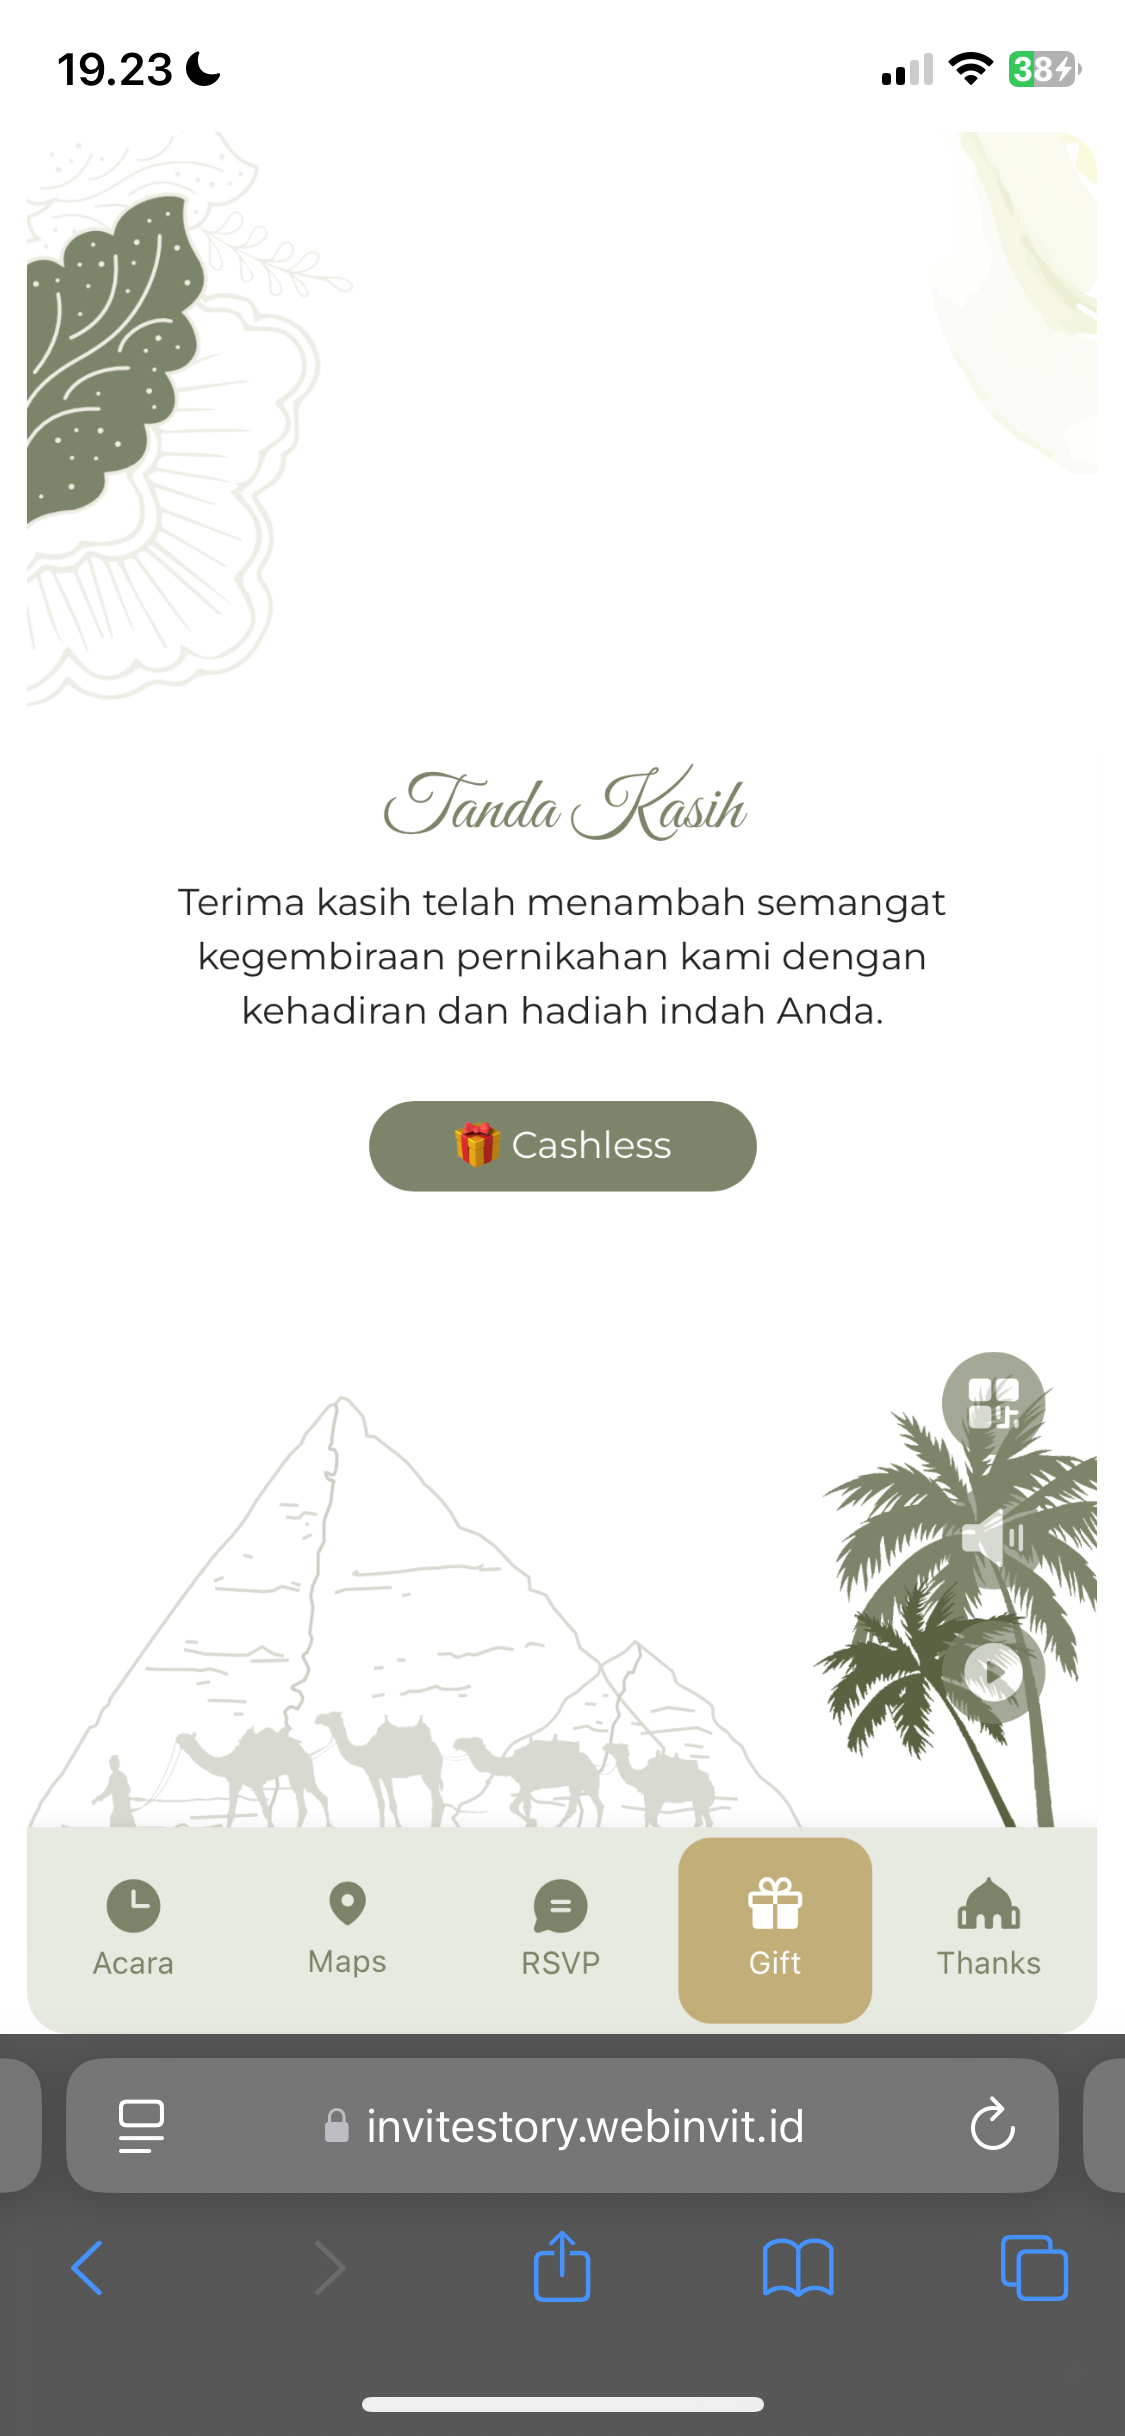 19.23
38
Tanda Kasih
Terima kasih telah menambah semangat
kegembiraan pernikahan kami dengan
kehadiran dan hadiah indah Anda.
🎁 Cashless
Acara
Maps
RSVP
Gift
Thanks
invitestory.webinvit.id